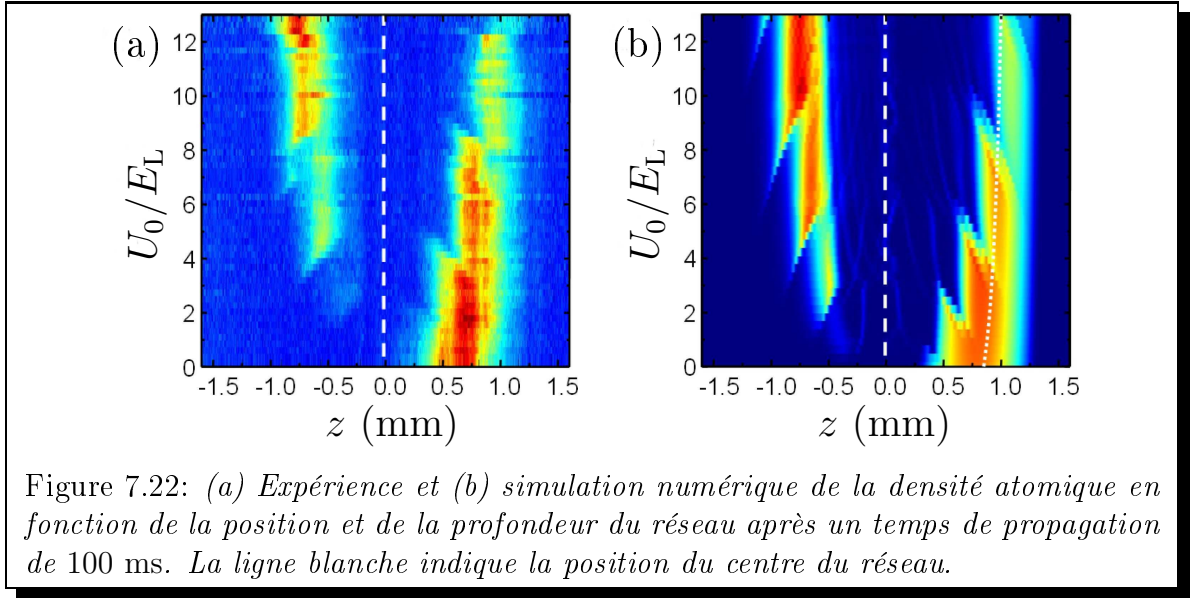 (a)
U₀/E_L
12
10
8
6
4
2
0
-1.5 -1.0 -0.5 0.0 0.5 1.0 1.5
z (mm)
(b)
U₀/E_L
12
10
8
6
4
2
0
-1.5 -1.0 -0.5 0.0 0.5 1.0 1.5
z (mm)
Figure 7.22: (a) Expérience et (b) simulation numérique de la densité atomique en
fonction de la position et de la profondeur du réseau après un temps de propagation
de 100 ms. La ligne blanche indique la position du centre du réseau.